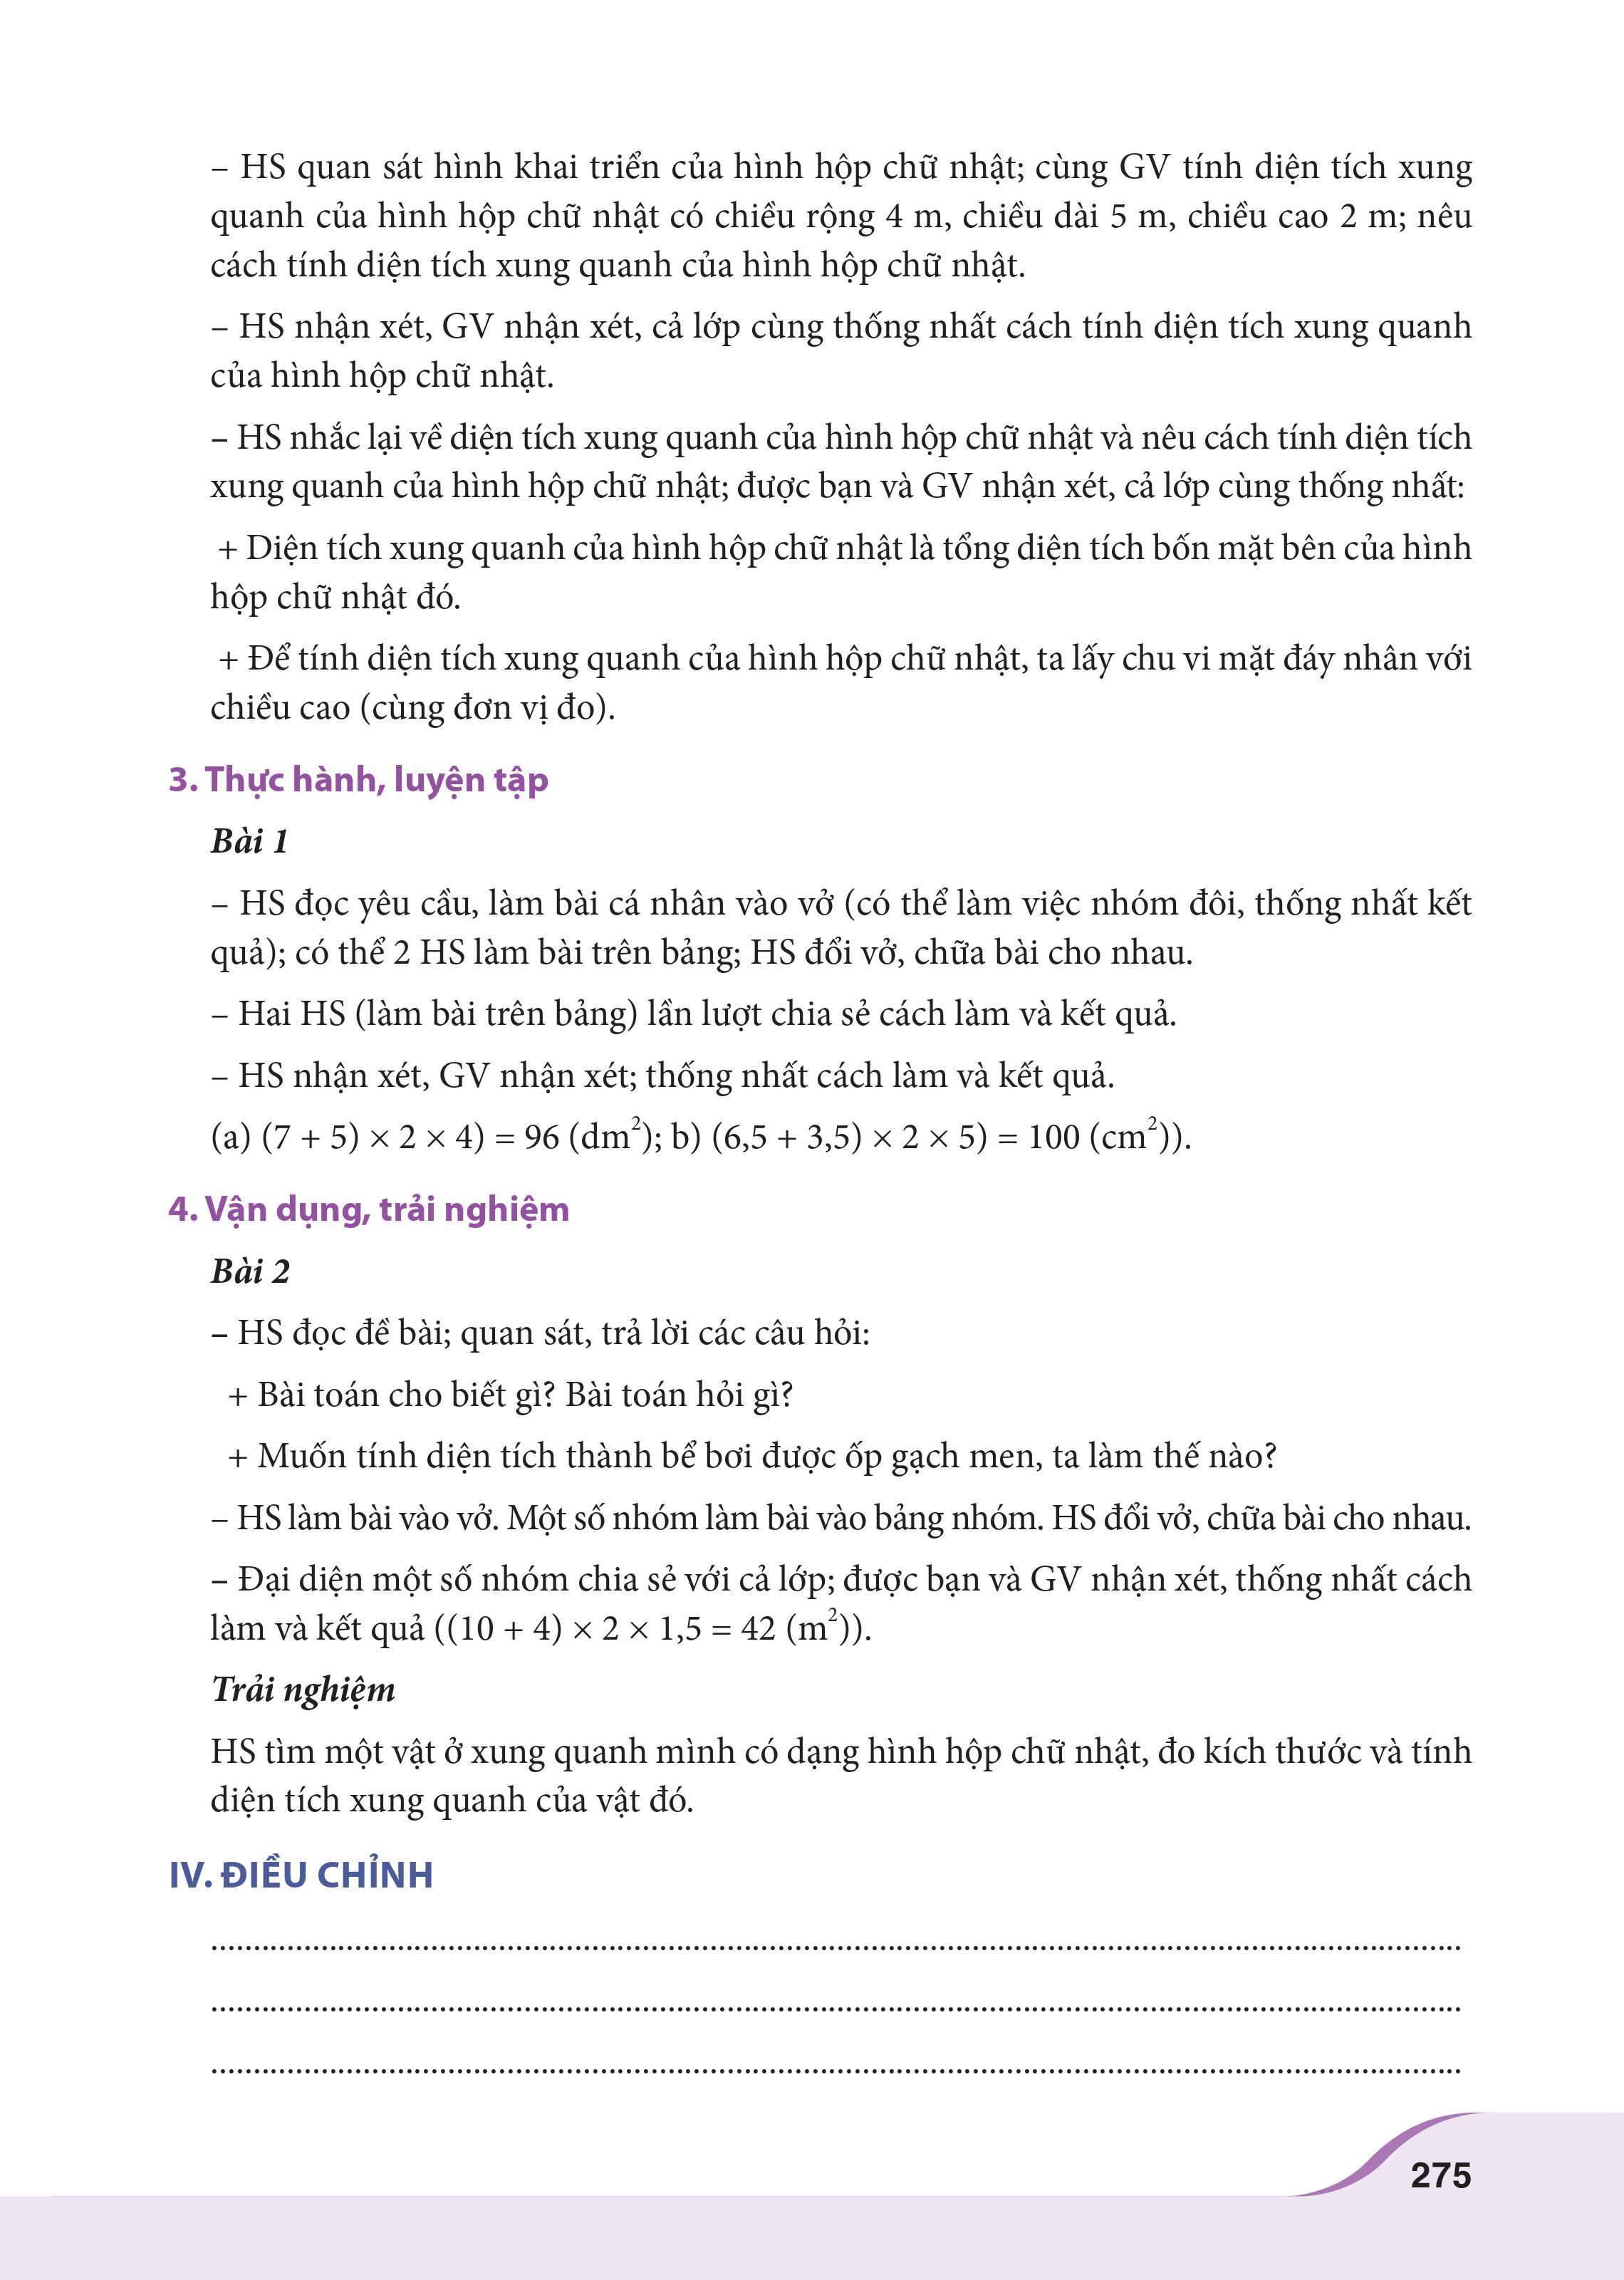 – HS quan sát hình khai triển của hình hộp chữ nhật; cùng GV tính diện tích xung
quanh của hình hộp chữ nhật có chiều rộng 4 m, chiều dài 5 m, chiều cao 2 m; nêu
cách tính diện tích xung quanh của hình hộp chữ nhật.
– HS nhận xét, GV nhận xét, cả lớp cùng thống nhất cách tính diện tích xung quanh
của hình hộp chữ nhật.
– HS nhắc lại về diện tích xung quanh của hình hộp chữ nhật và nêu cách tính diện tích
xung quanh của hình hộp chữ nhật; được bạn và GV nhận xét, cả lớp cùng thống nhất:
+ Diện tích xung quanh của hình hộp chữ nhật là tổng diện tích bốn mặt bên của hình
hộp chữ nhật đó.
+ Để tính diện tích xung quanh của hình hộp chữ nhật, ta lấy chu vi mặt đáy nhân với
chiều cao (cùng đơn vị đo).
3. Thực hành, luyện tập
Bài 1
– HS đọc yêu cầu, làm bài cá nhân vào vở (có thể làm việc nhóm đôi, thống nhất kết
quả); có thể 2 HS làm bài trên bảng; HS đổi vở, chữa bài cho nhau.
– Hai HS (làm bài trên bảng) lần lượt chia sẻ cách làm và kết quả.
– HS nhận xét, GV nhận xét; thống nhất cách làm và kết quả.
(a) (7 + 5) × 2 × 4) = 96 (dm²); b) (6,5 + 3,5) × 2 × 5) = 100 (cm²)).
4. Vận dụng, trải nghiệm
Bài 2
– HS đọc đề bài; quan sát, trả lời các câu hỏi:
+ Bài toán cho biết gì? Bài toán hỏi gì?
+ Muốn tính diện tích thành bể bơi được ốp gạch men, ta làm thế nào?
– HS làm bài vào vở. Một số nhóm làm bài vào bảng nhóm. HS đổi vở, chữa bài cho nhau.
– Đại diện một số nhóm chia sẻ với cả lớp; được bạn và GV nhận xét, thống nhất cách
làm và kết quả ((10 + 4) × 2 × 1,5 = 42 (m²)).
Trải nghiệm
HS tìm một vật ở xung quanh mình có dạng hình hộp chữ nhật, đo kích thước và tính
diện tích xung quanh của vật đó.
IV. ĐIỀU CHỈNH
275